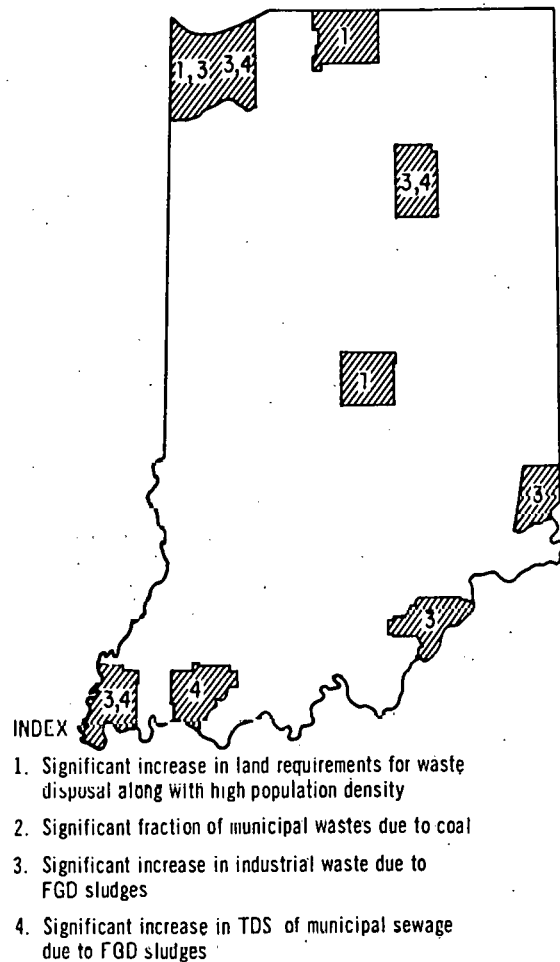 1
1,3 3,4
3,4
1
3
3
3,4
4
INDEX
1. Significant increase in land requirements for waste
disposal along with high population density
2. Significant fraction of municipal wastes due to coal
3. Significant increase in industrial waste due to
FGD sludges
4. Significant increase in TDS of municipal sewage
due to FGD sludges